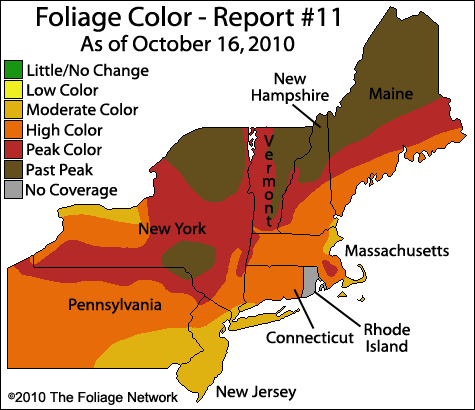 Foliage Color - Report #11
As of October 16, 2010
Little/No Change
Low Color
Moderate Color
High Color
Peak Color
Past Peak
No Coverage
New
Hampshire
Maine
Vermont
New York
Massachusetts
Pennsylvania
Connecticut
Rhode
Island
New Jersey
©2010 The Foliage Network